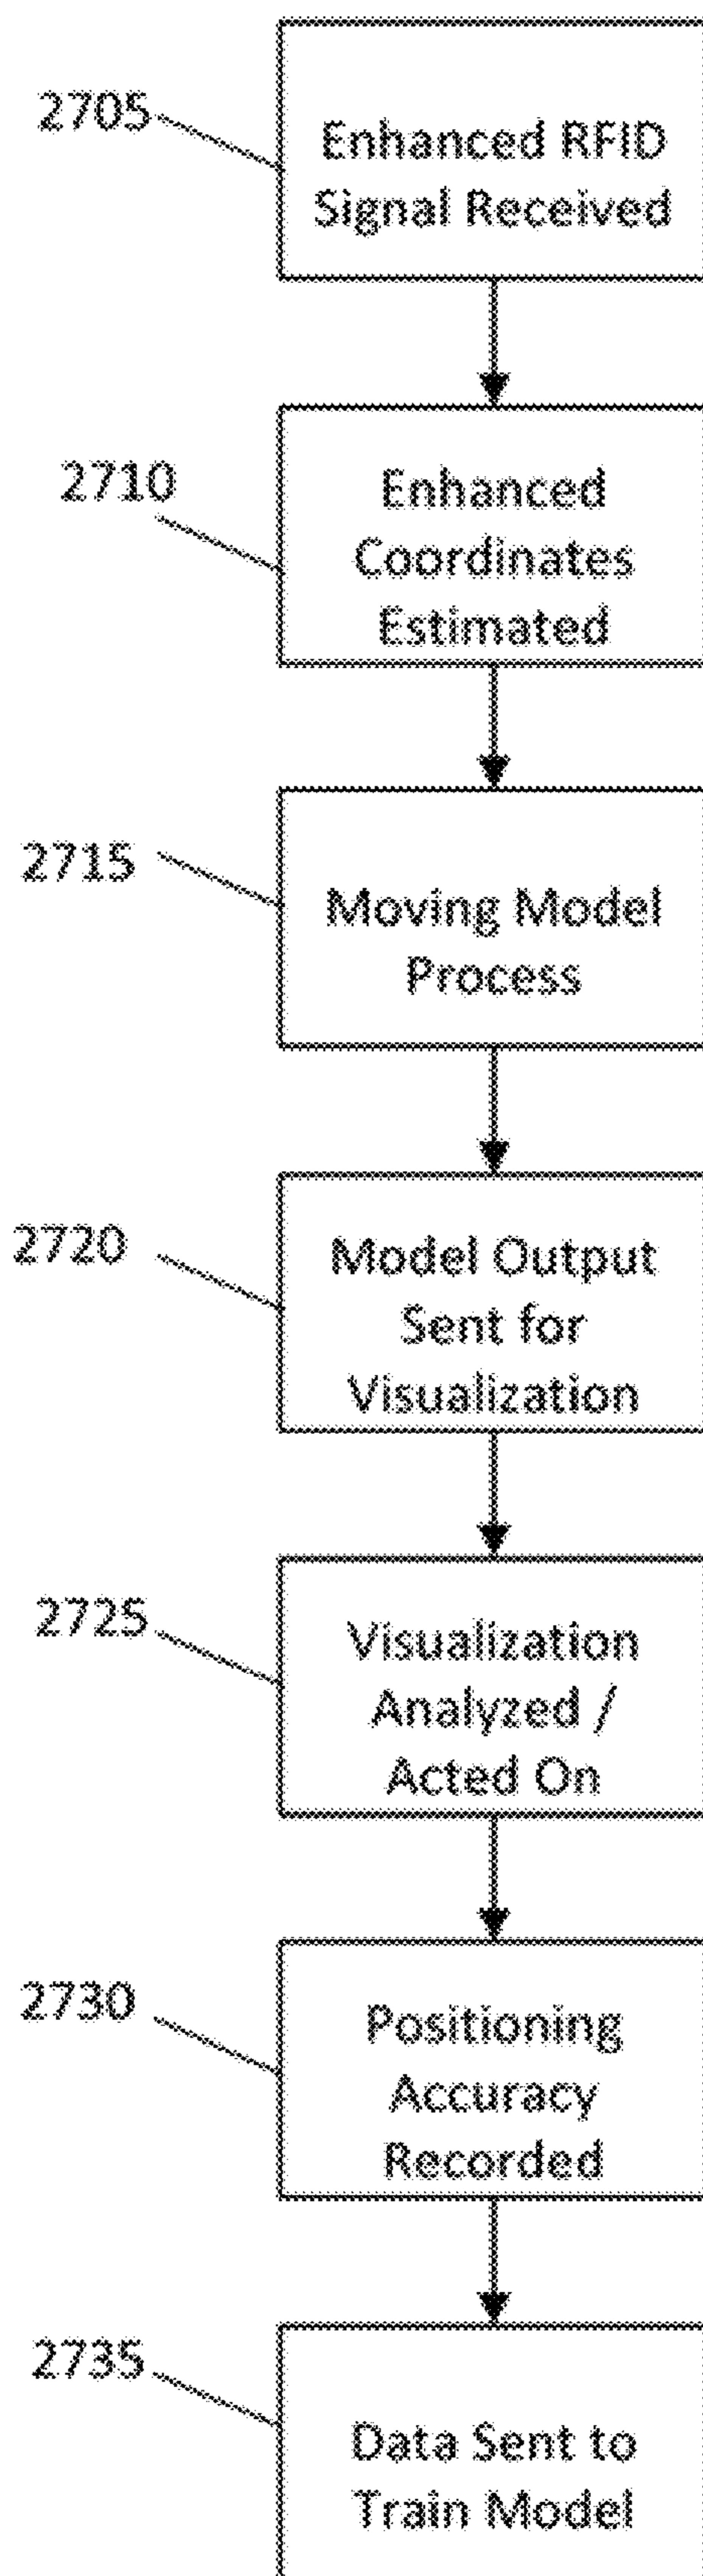 2705
Enhanced RFID
Signal Received
2710
Enhanced
Coordinates
Estimated
2715
Moving Model
Process
2720
Model Output
Sent for
Visualization
2725
Visualization
Analyzed /
Acted On
2730
Positioning
Accuracy
Recorded
2735
Data Sent to
Train Model